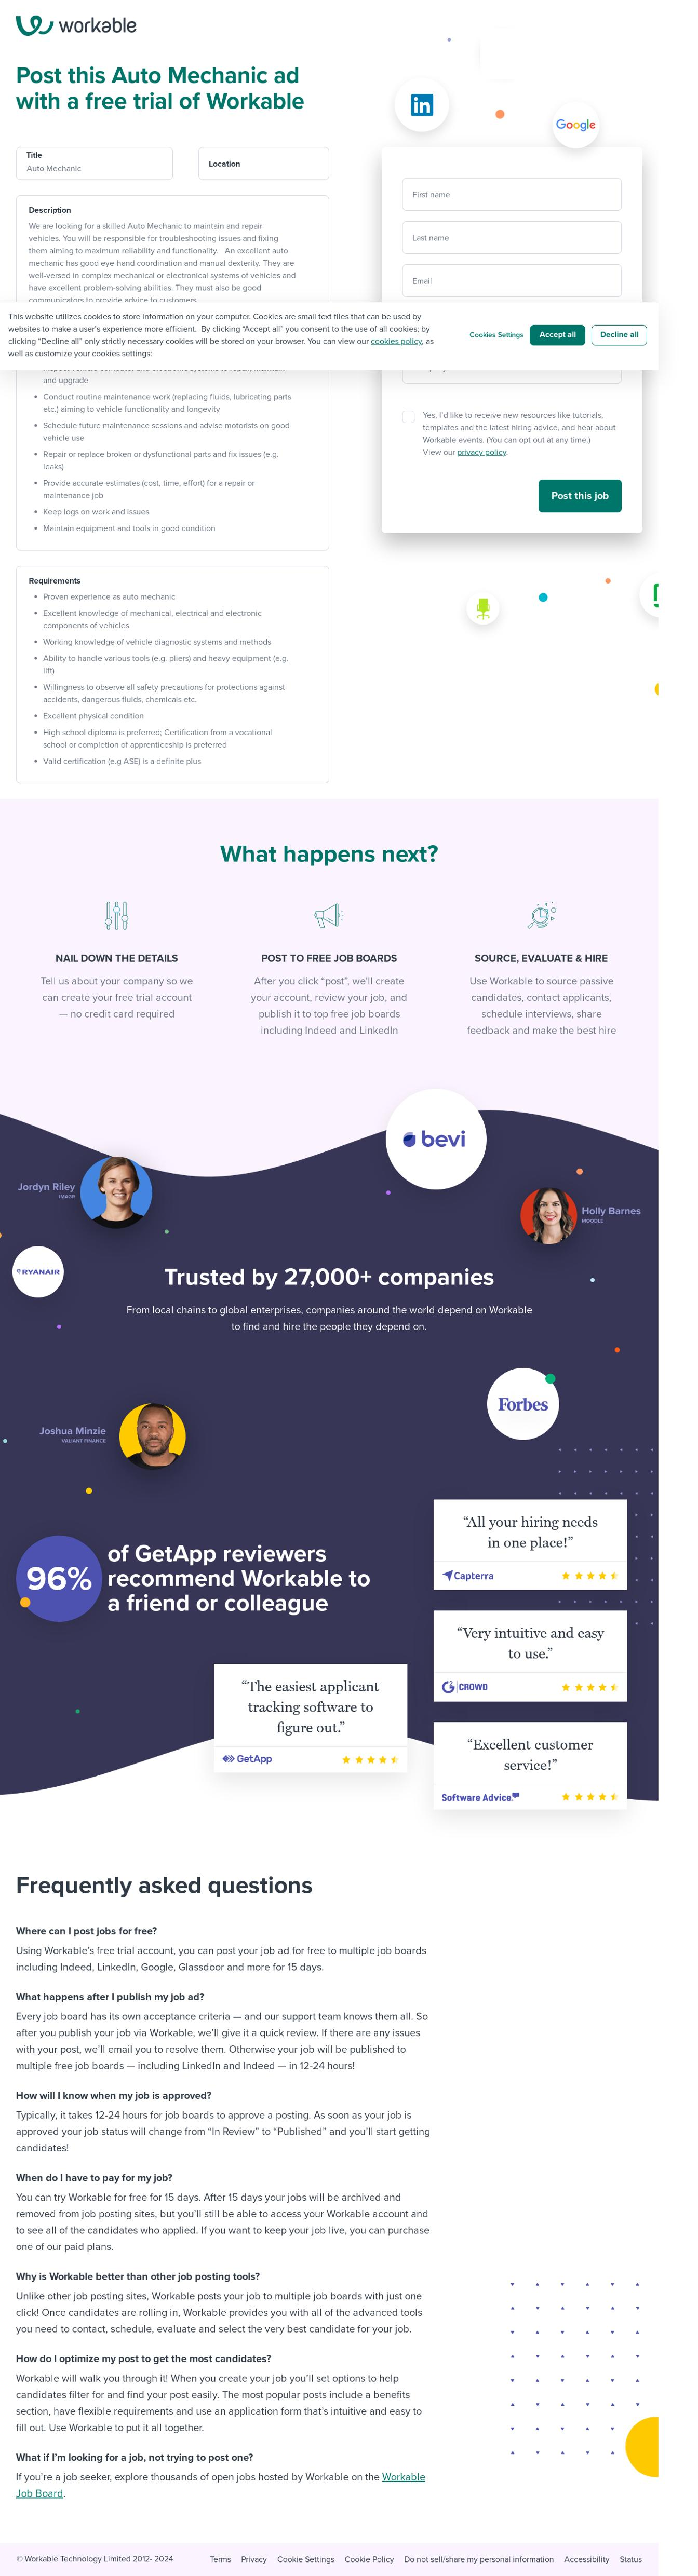 workable
Post this Auto Mechanic ad
with a free trial of Workable
Title
Auto Mechanic
Location
Description
We are looking for a skilled Auto Mechanic to maintain and repair
vehicles. You will be responsible for troubleshooting issues and fixing
them aiming to maximum reliability and functionality. An excellent auto
mechanic has good eye-hand coordination and manual dexterity. They are
well-versed in complex mechanical or electronical systems of vehicles and
have excellent problem-solving abilities. They must also be good
communicators to provide advice to customers.
in
Google
First name
Last name
Email
This website utilizes cookies to store information on your computer. Cookies are small text files that can be used by
websites to make a user's experience more efficient. By clicking “Accept all” you consent to the use of all cookies; by
clicking “Decline all” only strictly necessary cookies will be stored on your browser. You can view our cookies policy, as
well as customize your cookies settings:
Cookies Settings
Accept all
Decline all
and upgrade
Conduct routine maintenance work (replacing fluids, lubricating parts
etc.) aiming to vehicle functionality and longevity
Schedule future maintenance sessions and advise motorists on good
vehicle use
Repair or replace broken or dysfunctional parts and fix issues (e.g.
leaks)
Provide accurate estimates (cost, time, effort) for a repair or
maintenance job
Keep logs on work and issues
Maintain equipment and tools in good condition
Yes, I’d like to receive new resources like tutorials,
templates and the latest hiring advice, and hear about
Workable events. (You can opt out at any time.)
View our privacy policy.
Post this job
Requirements
Proven experience as auto mechanic
Excellent knowledge of mechanical, electrical and electronic
components of vehicles
Working knowledge of vehicle diagnostic systems and methods
Ability to handle various tools (e.g. pliers) and heavy equipment (e.g.
lift)
Willingness to observe all safety precautions for protections against
accidents, dangerous fluids, chemicals etc.
Excellent physical condition
High school diploma is preferred; Certification from a vocational
school or completion of apprenticeship is preferred
Valid certification (e.g ASE) is a definite plus
What happens next?
NAIL DOWN THE DETAILS
Tell us about your company so we
can create your free trial account
— no credit card required
POST TO FREE JOB BOARDS
After you click “post”, we'll create
your account, review your job, and
publish it to top free job boards
including Indeed and LinkedIn
SOURCE, EVALUATE & HIRE
Use Workable to source passive
candidates, contact applicants,
schedule interviews, share
feedback and make the best hire
bevi
Jordyn Riley
IMAGR
Holly Barnes
MOODLE
RYANAIR
Trusted by 27,000+ companies
From local chains to global enterprises, companies around the world depend on Workable
to find and hire the people they depend on.
Forbes
Joshua Minzie
VALIANT FINANCE
96%
of GetApp reviewers
recommend Workable to
a friend or colleague
“All your hiring needs
in one place!”
Capterra
“Very intuitive and easy
to use.”
G2 CROWD
“The easiest applicant
tracking software to
figure out.”
GetApp
“Excellent customer
service!”
Software Advice.
Frequently asked questions
Where can I post jobs for free?
Using Workable’s free trial account, you can post your job ad for free to multiple job boards
including Indeed, LinkedIn, Google, Glassdoor and more for 15 days.
What happens after I publish my job ad?
Every job board has its own acceptance criteria — and our support team knows them all. So
after you publish your job via Workable, we’ll give it a quick review. If there are any issues
with your post, we’ll email you to resolve them. Otherwise your job will be published to
multiple free job boards — including LinkedIn and Indeed — in 12-24 hours!
How will I know when my job is approved?
Typically, it takes 12-24 hours for job boards to approve a posting. As soon as your job is
approved your job status will change from “In Review” to “Published” and you’ll start getting
candidates!
When do I have to pay for my job?
You can try Workable for free for 15 days. After 15 days your jobs will be archived and
removed from job posting sites, but you’ll still be able to access your Workable account and
to see all of the candidates who applied. If you want to keep your job live, you can purchase
one of our paid plans.
Why is Workable better than other job posting tools?
Unlike other job posting sites, Workable posts your job to multiple job boards with just one
click! Once candidates are rolling in, Workable provides you with all of the advanced tools
you need to contact, schedule, evaluate and select the very best candidate for your job.
How do I optimize my post to get the most candidates?
Workable will walk you through it! When you create your job you’ll set options to help
candidates filter for and find your post easily. The most popular posts include a benefits
section, have flexible requirements and use an application form that’s intuitive and easy to
fill out. Use Workable to put it all together.
What if I’m looking for a job, not trying to post one?
If you’re a job seeker, explore thousands of open jobs hosted by Workable on the Workable
Job Board.
© Workable Technology Limited 2012- 2024
Terms
Privacy
Cookie Settings
Cookie Policy
Do not sell/share my personal information
Accessibility
Status